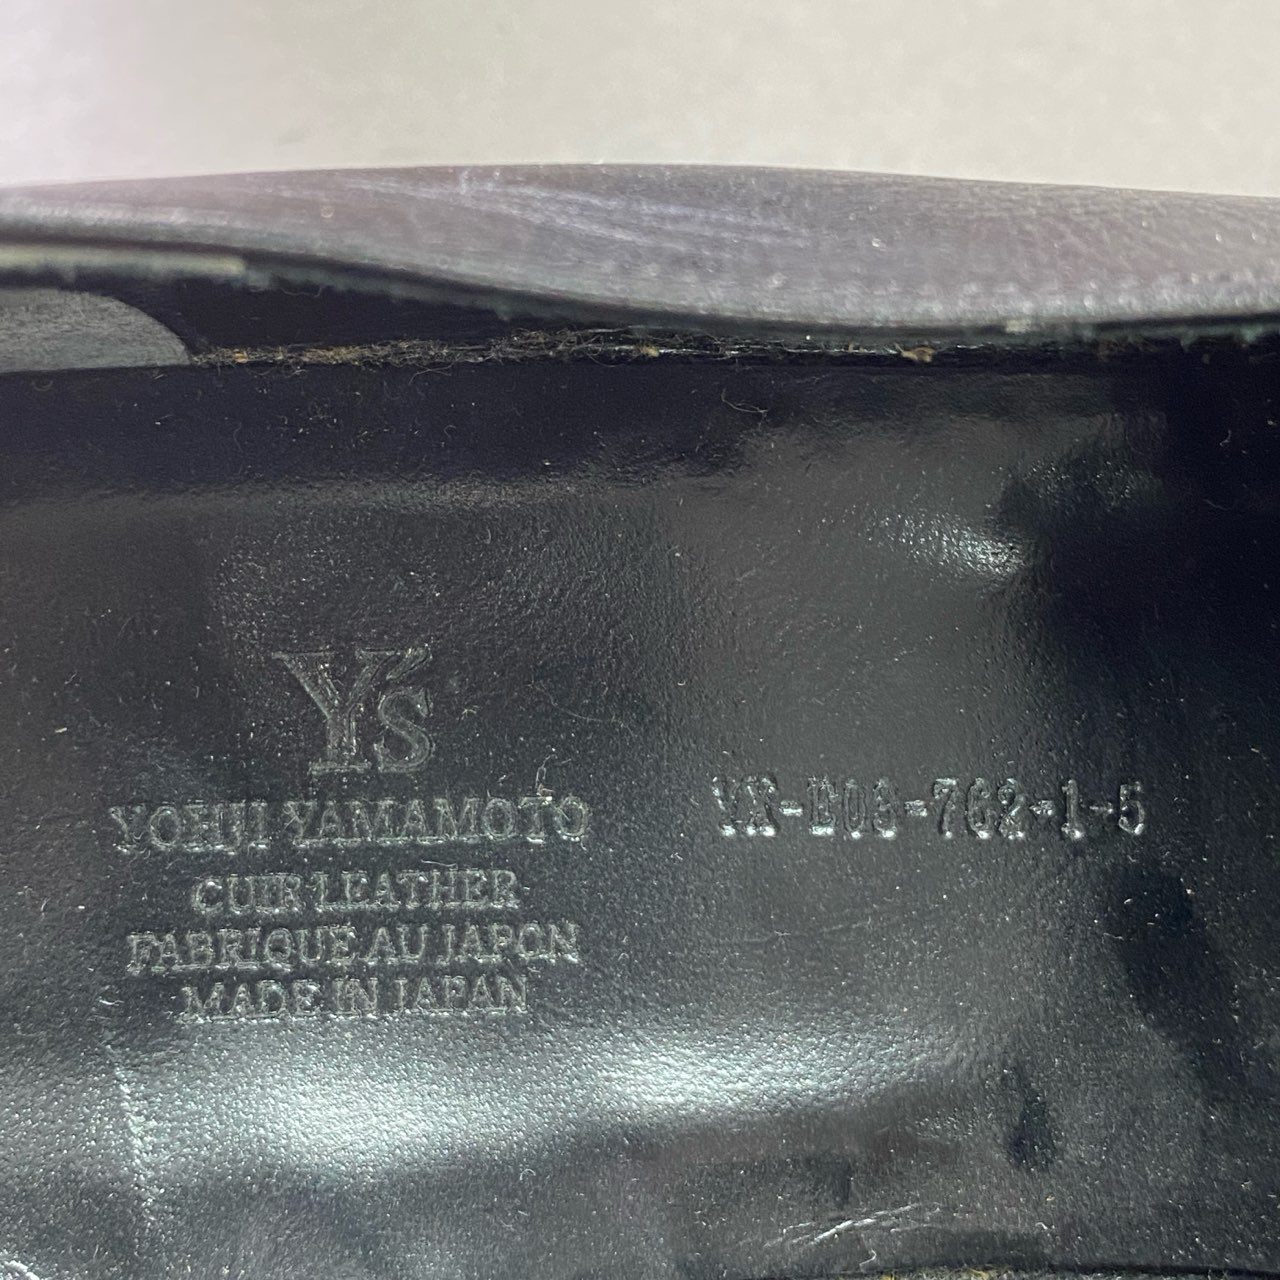 Y's
YOHJI YAMAMOTO
CUIR LEATHER
FABRIQUE AU JAPON
MADE IN JAPAN
YX-E03-762-1-5